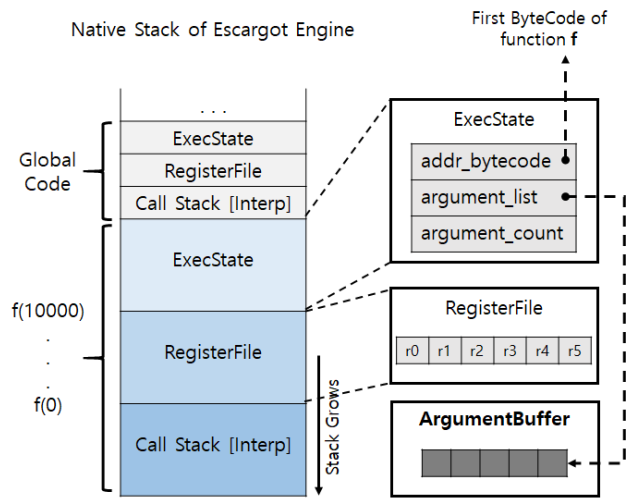 Native Stack of Escargot Engine
First ByteCode of
function f
. . .
ExecState
RegisterFile
Call Stack [Interp]
Global
Code
ExecState
RegisterFile
Call Stack [Interp]
f(10000)
.
.
.
f(0)
Stack Grows
ExecState
addr_bytecode
argument_list
argument_count
RegisterFile
r0 r1 r2 r3 r4 r5
ArgumentBuffer